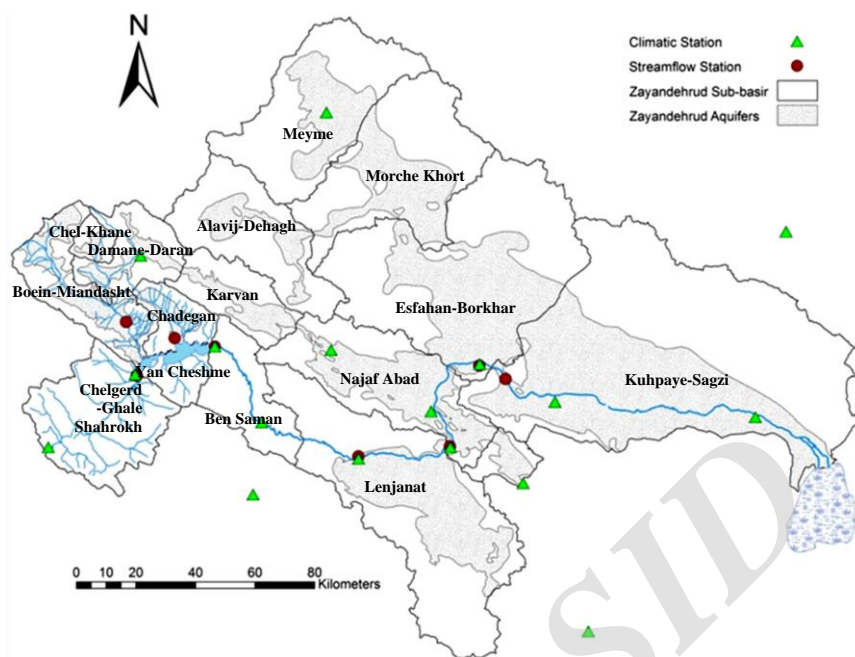 N
Climatic Station
Streamflow Station
Zayandehrud Sub-basir
Zayandehrud Aquifers
Meyme
Morche Khort
Alavij-Dehagh
Chel-Khane
Damane-Daran
Boein-Miandasht
Karvan
Chadegan
Esfahan-Borkhar
Yan Cheshme
Najaf Abad
Kuhpaye-Sagzi
Chelgerd
-Ghale
Shahrokh
Ben Saman
Lenjanat
0 10 20 40 60 80
Kilometers
SID